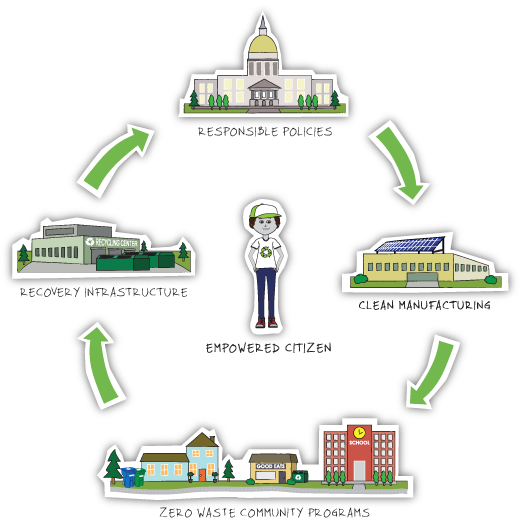 RESPONSIBLE POLICIES
RECYCLING CENTER
RECOVERY INFRASTRUCTURE
CLEAN MANUFACTURING
EMPOWERED CITIZEN
SCHOOL
GOOD EATS
ZERO WASTE COMMUNITY PROGRAMS